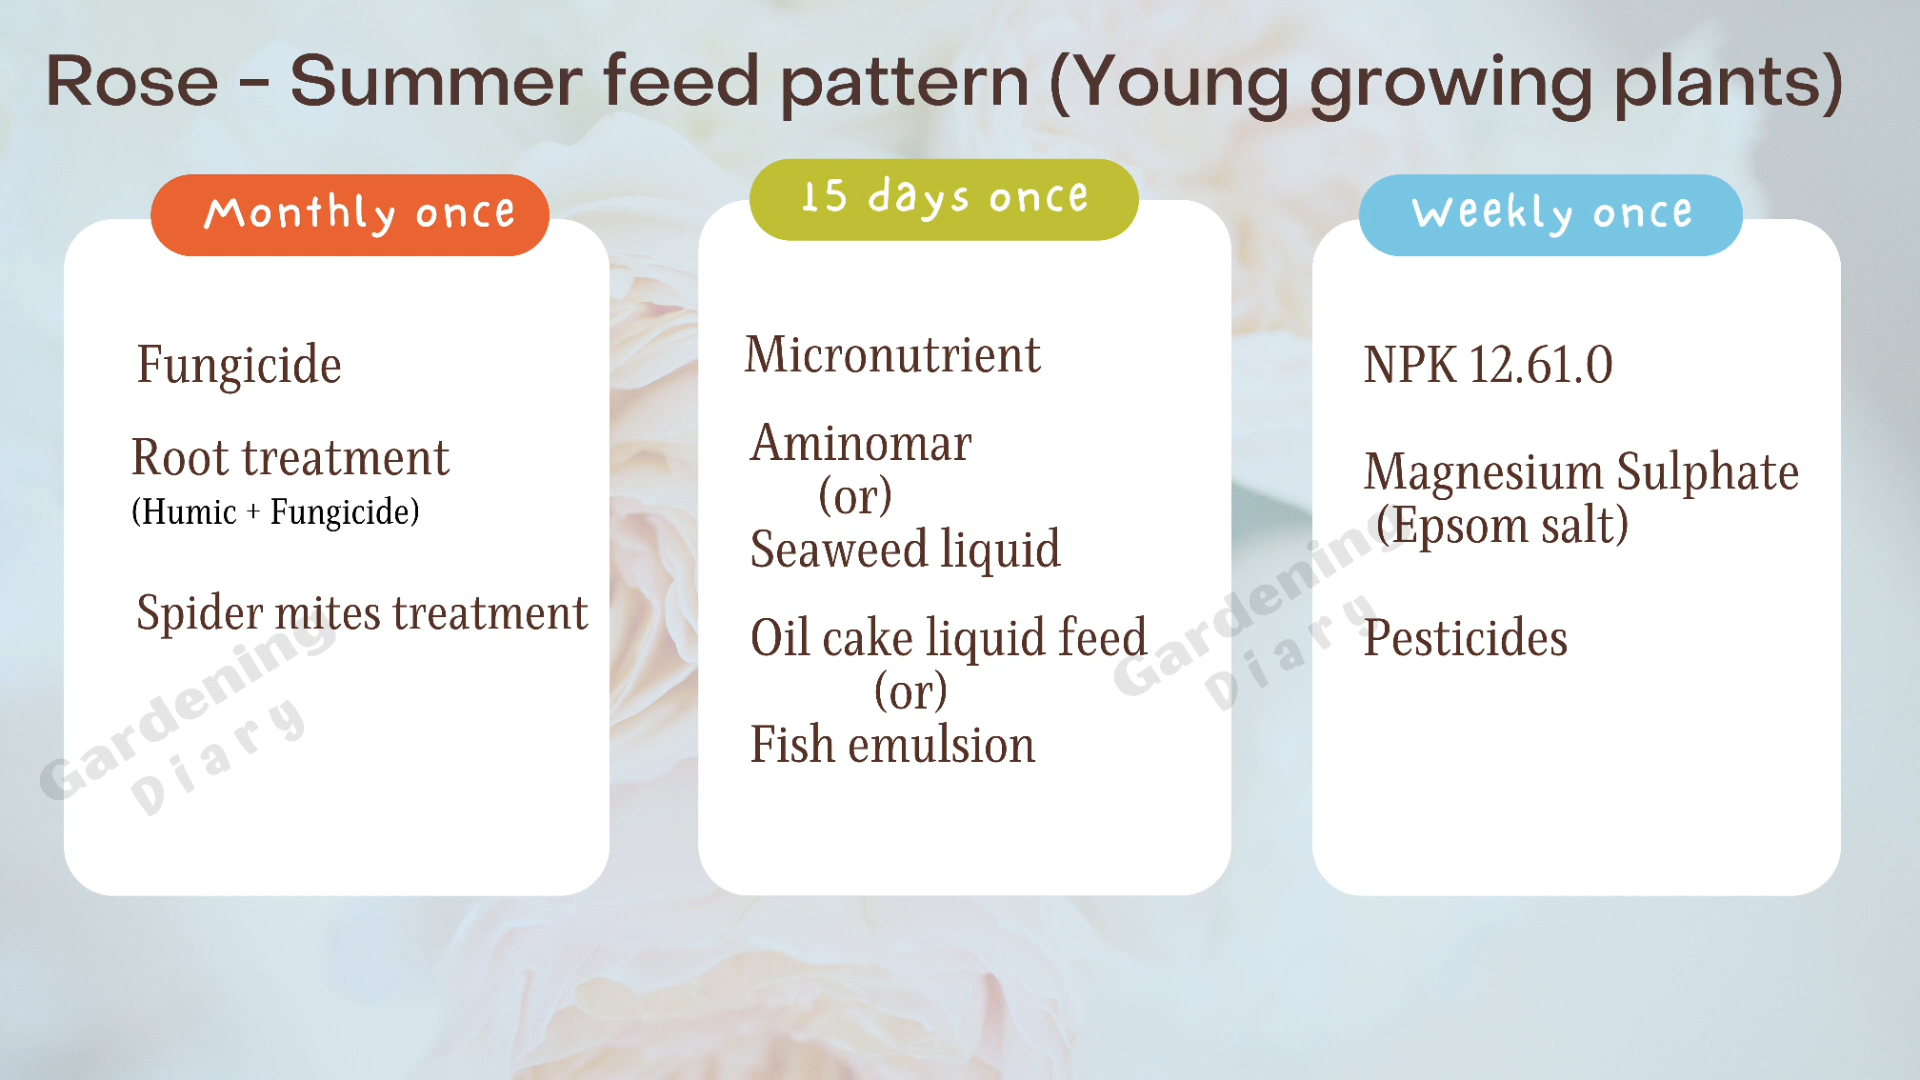 Rose - Summer feed pattern (Young growing plants)
Monthly once
Fungicide
Root treatment
(Humic + Fungicide)
Spider mites treatment
15 days once
Micronutrient
Aminomar
(or)
Seaweed liquid
Oil cake liquid feed
(or)
Fish emulsion
Weekly once
NPK 12.61.0
Magnesium Sulphate
(Epsom salt)
Pesticides
Gardening
Diary
Gardening
Diary